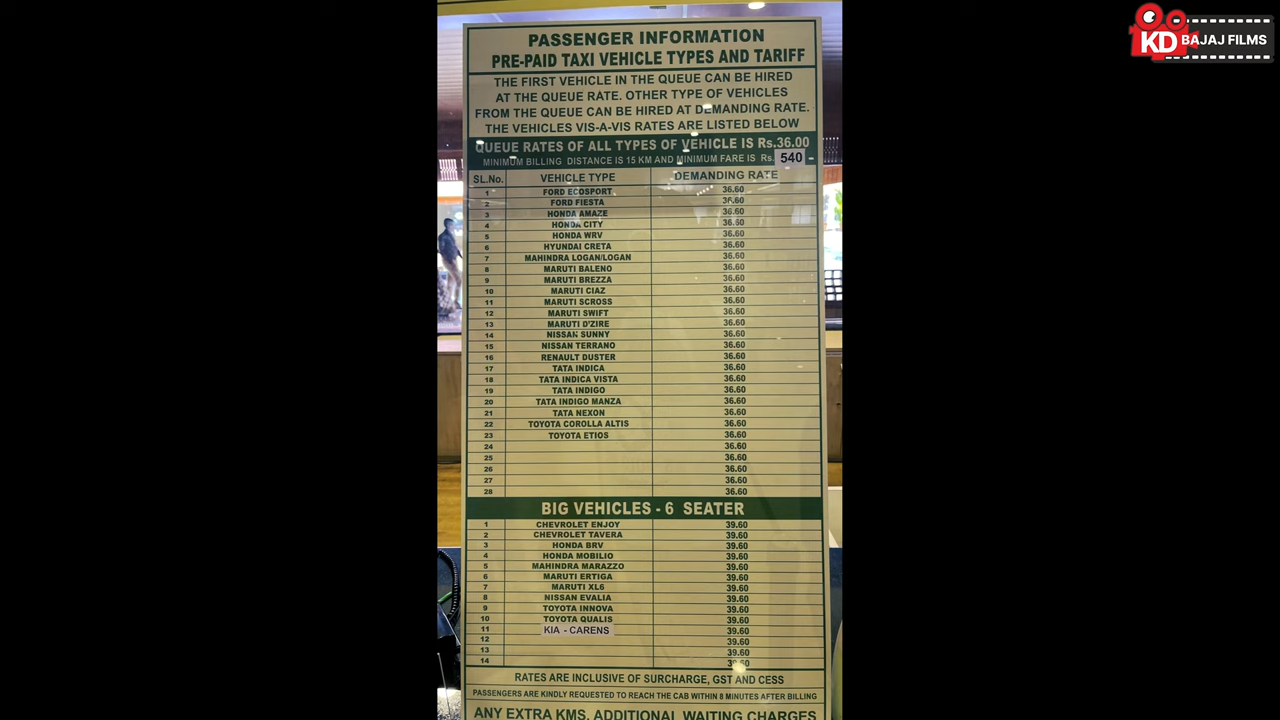 KD BAJAJ FILMS
PASSENGER INFORMATION
PRE-PAID TAXI VEHICLE TYPES AND TARIFF
THE FIRST VEHICLE IN THE QUEUE CAN BE HIRED
AT THE QUEUE RATE. OTHER TYPE OF VEHICLES
FROM THE QUEUE CAN BE HIRED AT DEMANDING RATE.
THE VEHICLES VIS-A-VIS RATES ARE LISTED BELOW
QUEUE RATES OF ALL TYPES OF VEHICLE IS Rs.36.00
MINIMUM BILLING DISTANCE IS 15 KM AND MINIMUM FARE IS Rs. 540
SL.No. VEHICLE TYPE DEMANDING RATE
1 FORD ECOSPORT 36.60
2 FORD FIESTA 36.60
3 HONDA AMAZE 36.60
4 HONDA CITY 36.60
5 HONDA WRV 36.60
6 HYUNDAI CRETA 36.60
7 MAHINDRA LOGAN/LOGAN 36.60
8 MARUTI BALENO 36.60
9 MARUTI BREZZA 36.60
10 MARUTI CIAZ 36.60
11 MARUTI SCROSS 36.60
12 MARUTI SWIFT 36.60
13 MARUTI D'ZIRE 36.60
14 NISSAN SUNNY 36.60
15 NISSAN TERRANO 36.60
16 RENAULT DUSTER 36.60
17 TATA INDICA 36.60
18 TATA INDICA VISTA 36.60
19 TATA INDIGO 36.60
20 TATA INDIGO MANZA 36.60
21 TATA NEXON 36.60
22 TOYOTA COROLLA ALTIS 36.60
23 TOYOTA ETIOS 36.60
24 36.60
25 36.60
26 36.60
27 36.60
28 36.60
BIG VEHICLES - 6 SEATER
1 CHEVROLET ENJOY 39.60
2 CHEVROLET TAVERA 39.60
3 HONDA BRV 39.60
4 HONDA MOBILIO 39.60
5 MAHINDRA MARAZZO 39.60
6 MARUTI ERTIGA 39.60
7 MARUTI XL6 39.60
8 NISSAN EVALIA 39.60
9 TOYOTA INNOVA 39.60
10 TOYOTA QUALIS 39.60
11 KIA - CARENS 39.60
12 39.60
13 39.60
14 39.60
RATES ARE INCLUSIVE OF SURCHARGE, GST AND CESS
PASSENGERS ARE KINDLY REQUESTED TO REACH THE CAB WITHIN 8 MINUTES AFTER BILLING
ANY EXTRA KMS, ADDITIONAL WAITING CHARGES